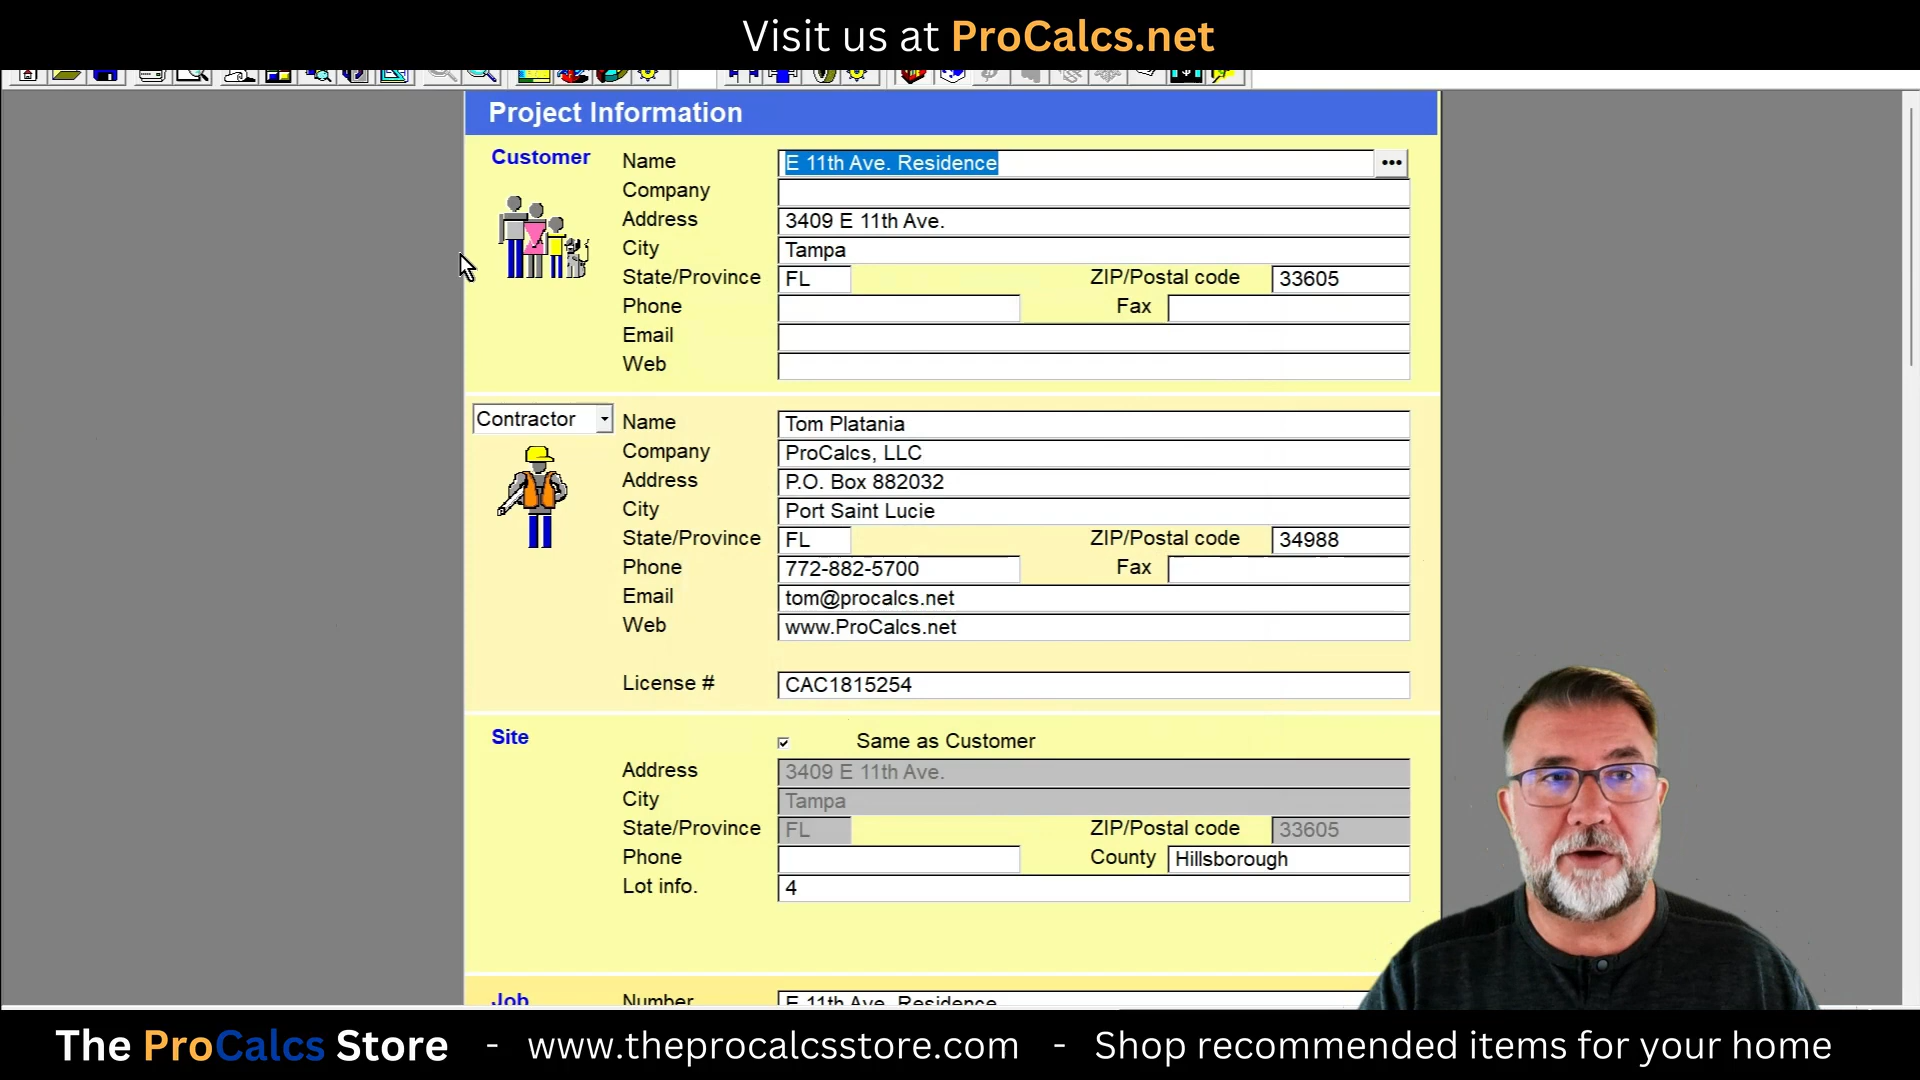 Visit us at ProCalcs.net
Project Information
Customer
Name E 11th Ave. Residence •••
Company
Address 3409 E 11th Ave.
City Tampa
State/Province FL ZIP/Postal code 33605
Phone Fax
Email
Web
Contractor Name Tom Platania
Company ProCalcs, LLC
Address P.O. Box 882032
City Port Saint Lucie
State/Province FL ZIP/Postal code 34988
Phone 772-882-5700 Fax
Email tom@procalcs.net
Web www.ProCalcs.net
License # CAC1815254
Site Same as Customer
Address 3409 E 11th Ave.
City Tampa
State/Province FL ZIP/Postal code 33605
Phone County Hillsborough
Lot info. 4
Job Number E 11th Ave. Residence
The ProCalcs Store - www.theprocalcsstore.com - Shop recommended items for your home